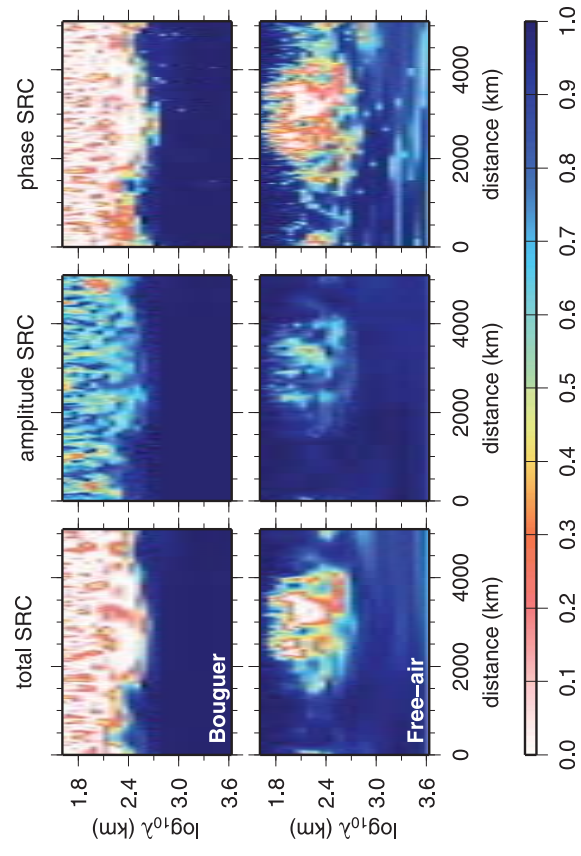 total SRC amplitude SRC phase SRC
log₁₀λ (km) 1.8 2.4 3.0 3.6 Bouguer
log₁₀λ (km) 1.8 2.4 3.0 3.6 Free−air
0 2000 4000 0 2000 4000 0 2000 4000
distance (km) distance (km) distance (km)
0.0 0.1 0.2 0.3 0.4 0.5 0.6 0.7 0.8 0.9 1.0